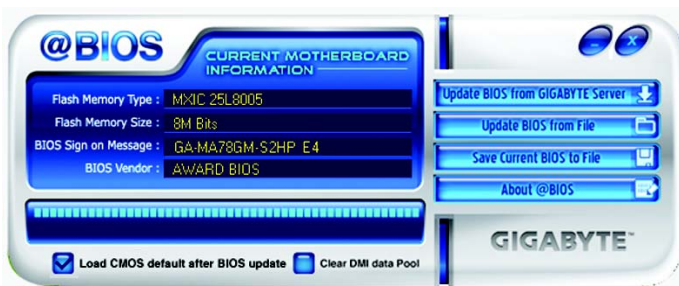 @BIOS
CURRENT MOTHERBOARD
INFORMATION
Flash Memory Type : MXIC 25L8005
Flash Memory Size : 8M Bits
BIOS Sign on Message : GA-MA78GM-S2HP E4
BIOS Vendor : AWARD BIOS
Update BIOS from GIGABYTE Server
Update BIOS from File
Save Current BIOS to File
About @BIOS
Load CMOS default after BIOS update Clear DMI data Pool
GIGABYTE™